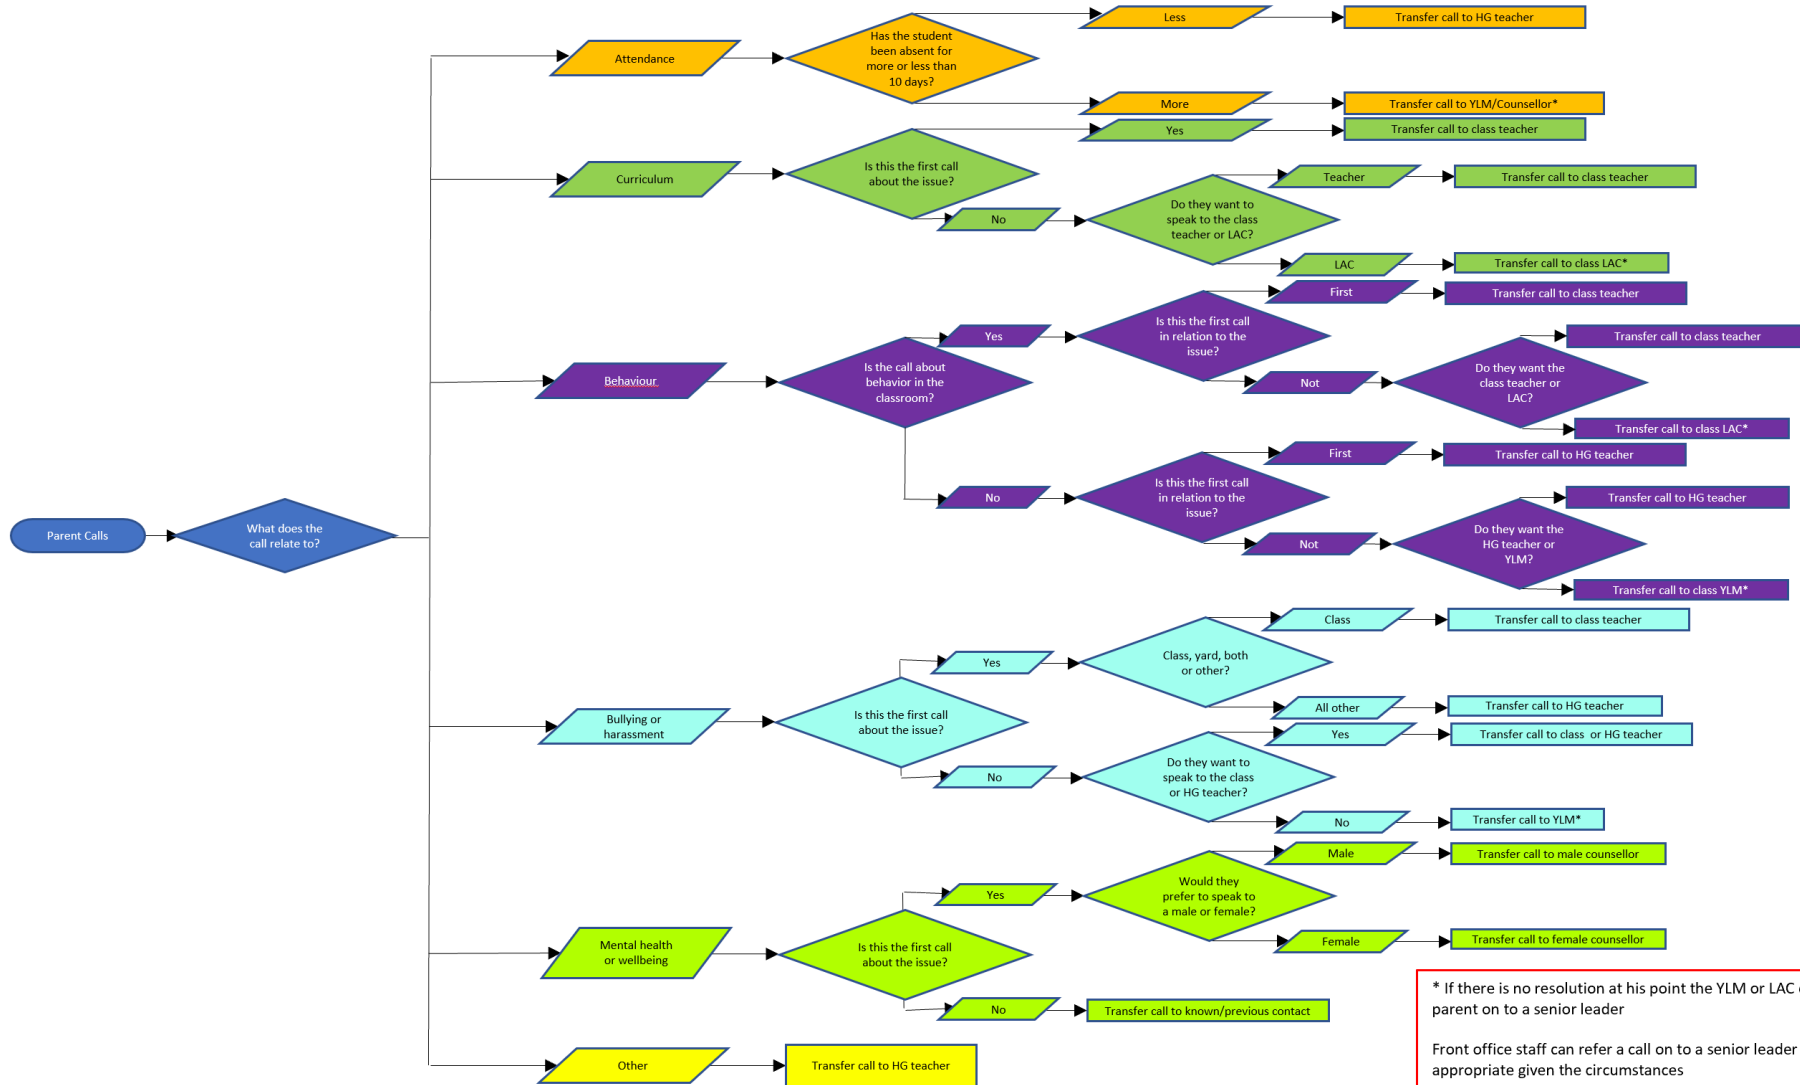 Less
Transfer call to HG teacher
Attendance
Has the student
been absent for
more or less than
10 days?
More
Transfer call to YLM/Counsellor*
Yes
Transfer call to class teacher
Curriculum
Is this the first call
about the issue?
Teacher
Transfer call to class teacher
No
Do they want to
speak to the class
teacher or LAC?
LAC
Transfer call to class LAC*
First
Transfer call to class teacher
Yes
Is this the first call
in relation to the
issue?
Transfer call to class teacher
Behaviour
Is the call about
behavior in the
classroom?
Not
Do they want the
class teacher or
LAC?
Transfer call to class LAC*
First
Transfer call to HG teacher
No
Is this the first call
in relation to the
issue?
Transfer call to HG teacher
Parent Calls
What does the
call relate to?
Not
Do they want the
HG teacher or
YLM?
Transfer call to class YLM*
Class
Transfer call to class teacher
Yes
Class, yard, both
or other?
All other
Transfer call to HG teacher
Bullying or
harassment
Is this the first call
about the issue?
Yes
Transfer call to class or HG teacher
No
Do they want to
speak to the class
or HG teacher?
No
Transfer call to YLM*
Male
Transfer call to male counsellor
Yes
Would they
prefer to speak to
a male or female?
Female
Transfer call to female counsellor
Mental health
or wellbeing
Is this the first call
about the issue?
No
Transfer call to known/previous contact
Other
Transfer call to HG teacher
* If there is no resolution at his point the YLM or LAC
parent on to a senior leader
Front office staff can refer a call on to a senior leader
appropriate given the circumstances